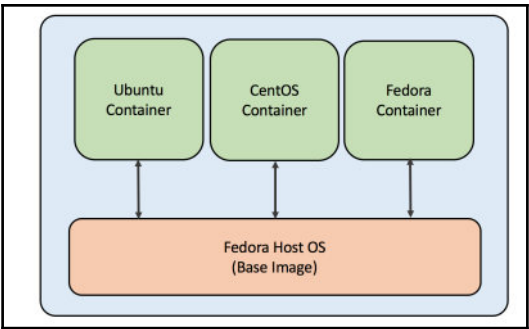 Ubuntu
Container
CentOS
Container
Fedora
Container
Fedora Host OS
(Base Image)